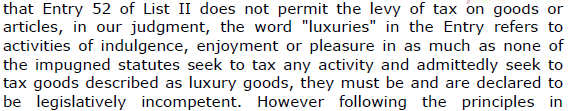 that Entry 52 of List II does not permit the levy of tax on goods or
articles, in our judgment, the word "luxuries" in the Entry refers to
activities of indulgence, enjoyment or pleasure in as much as none of
the impugned statutes seek to tax any activity and admittedly seek to
tax goods described as luxury goods, they must be and are declared to
be legislatively incompetent. However following the principles in